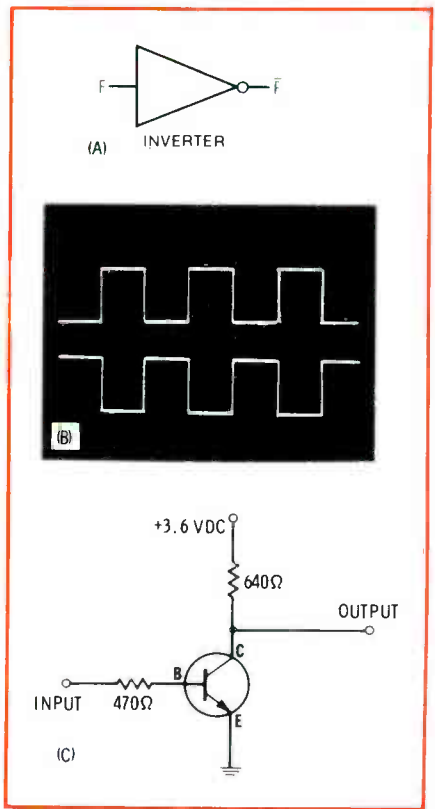 F
F̅
INVERTER
(A)
(B)
+3.6 VDC
640Ω
OUTPUT
C
B
INPUT
470Ω
E
(C)